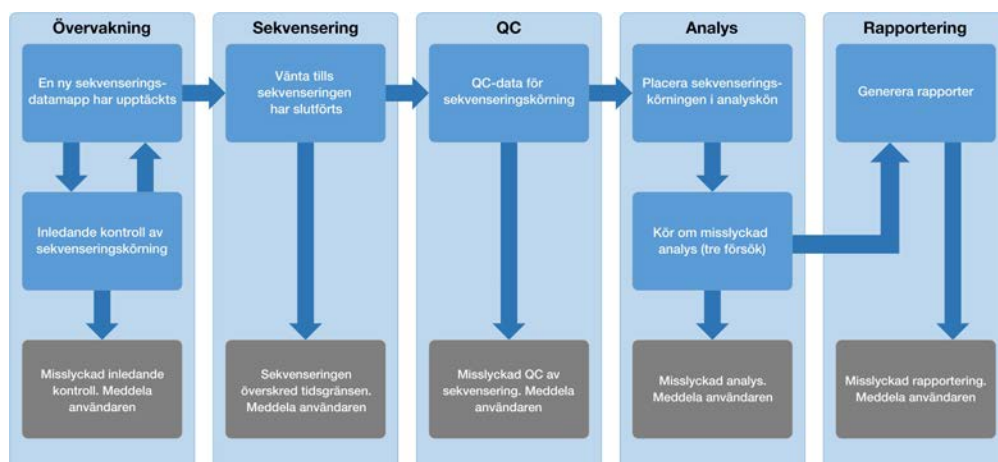 Övervakning
En ny sekvenserings-
datamapp har upptäckts
Inledande kontroll av
sekvenseringskörning
Misslyckad inledande
kontroll. Meddela
användaren
Sekvensering
Vänta tills
sekvenseringen
har slutförts
Sekvenseringen
överskred tidsgränsen.
Meddela användaren
QC
QC-data för
sekvenseringskörning
Misslyckad QC av
sekvensering. Meddela
användaren
Analys
Placera sekvenserings-
körningen i analyskön
Kör om misslyckad
analys (tre försök)
Misslyckad analys.
Meddela användaren
Rapportering
Generera rapporter
Misslyckad rapportering.
Meddela användaren